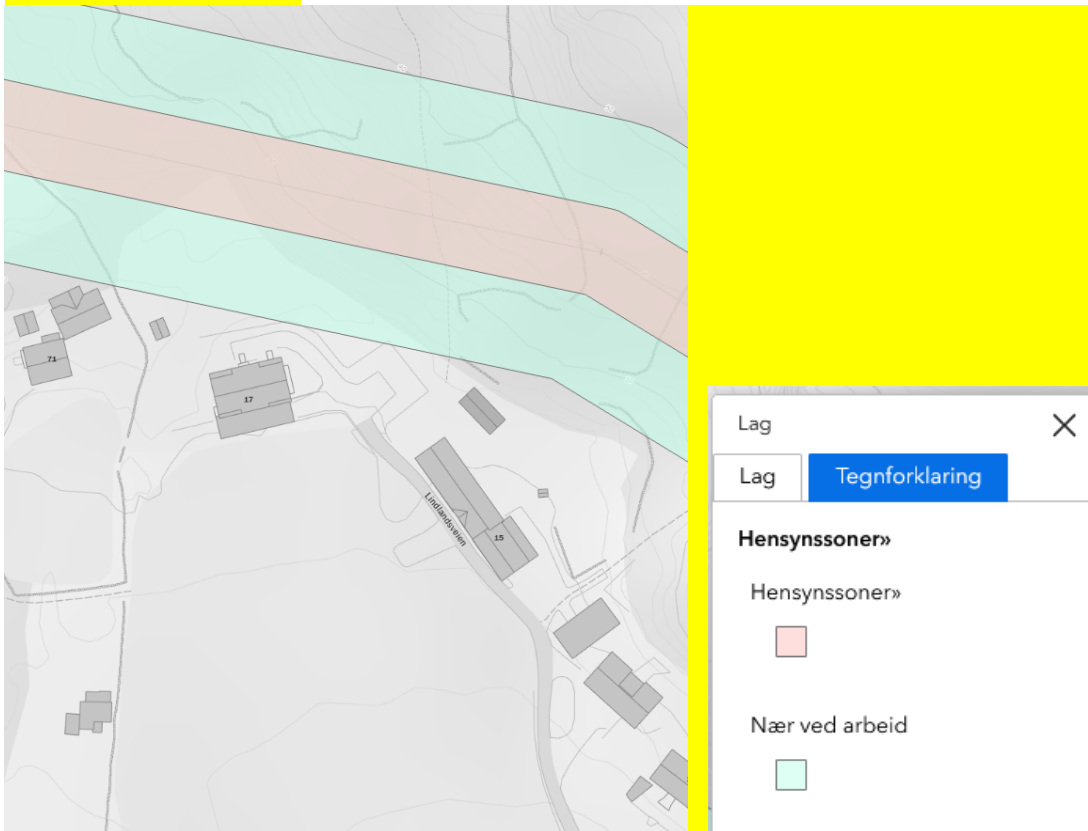 71
17
Lindlandsveien
15
Lag
Lag
Tegnforklaring
Hensynssoner»
Hensynssoner»
Nær ved arbeid